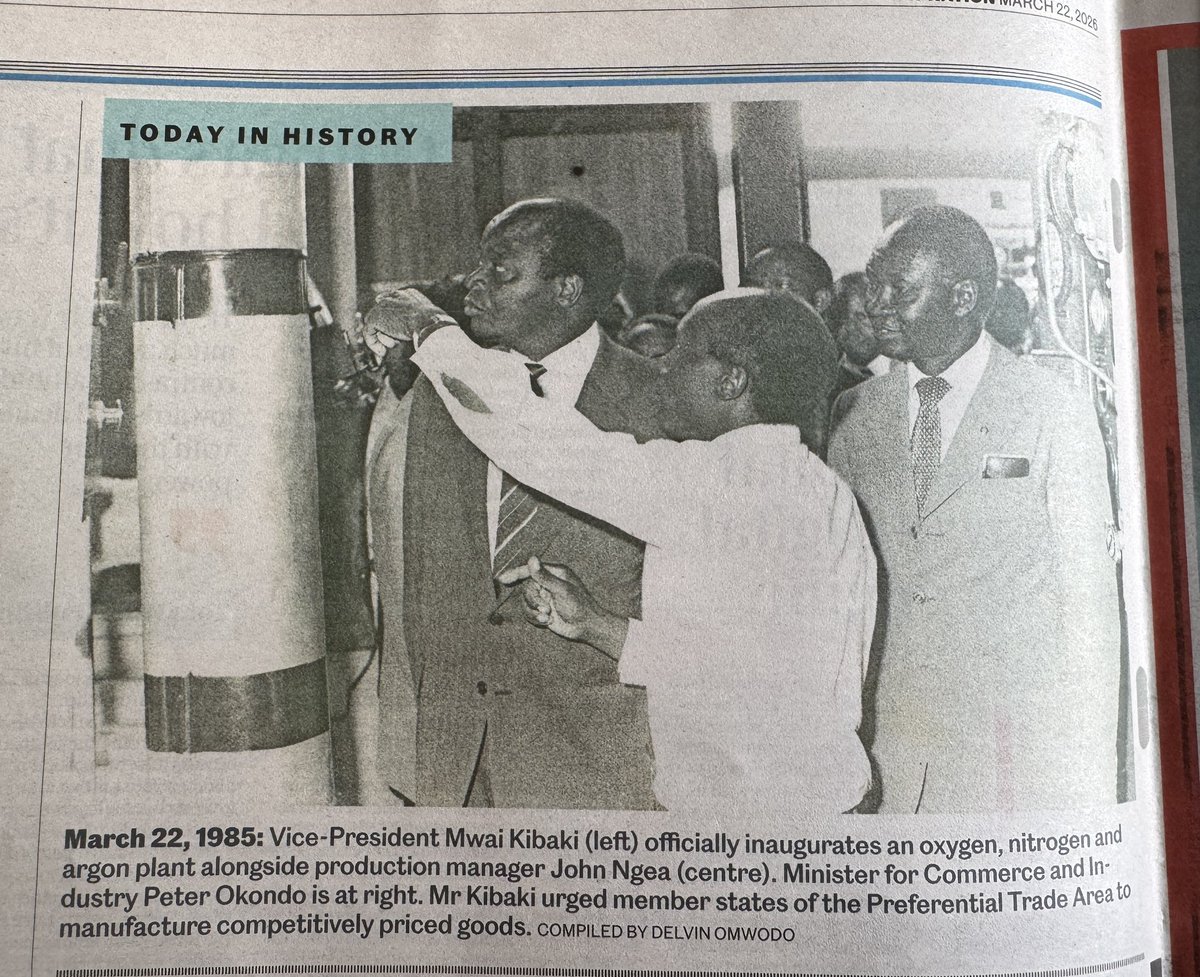 MARCH 22, 2026
TODAY IN HISTORY
March 22, 1985: Vice-President Mwai Kibaki (left) officially inaugurates an oxygen, nitrogen and
argon plant alongside production manager John Ngea (centre). Minister for Commerce and In-
dustry Peter Okondo is at right. Mr Kibaki urged member states of the Preferential Trade Area to
manufacture competitively priced goods. COMPILED BY DELVIN OMWODO